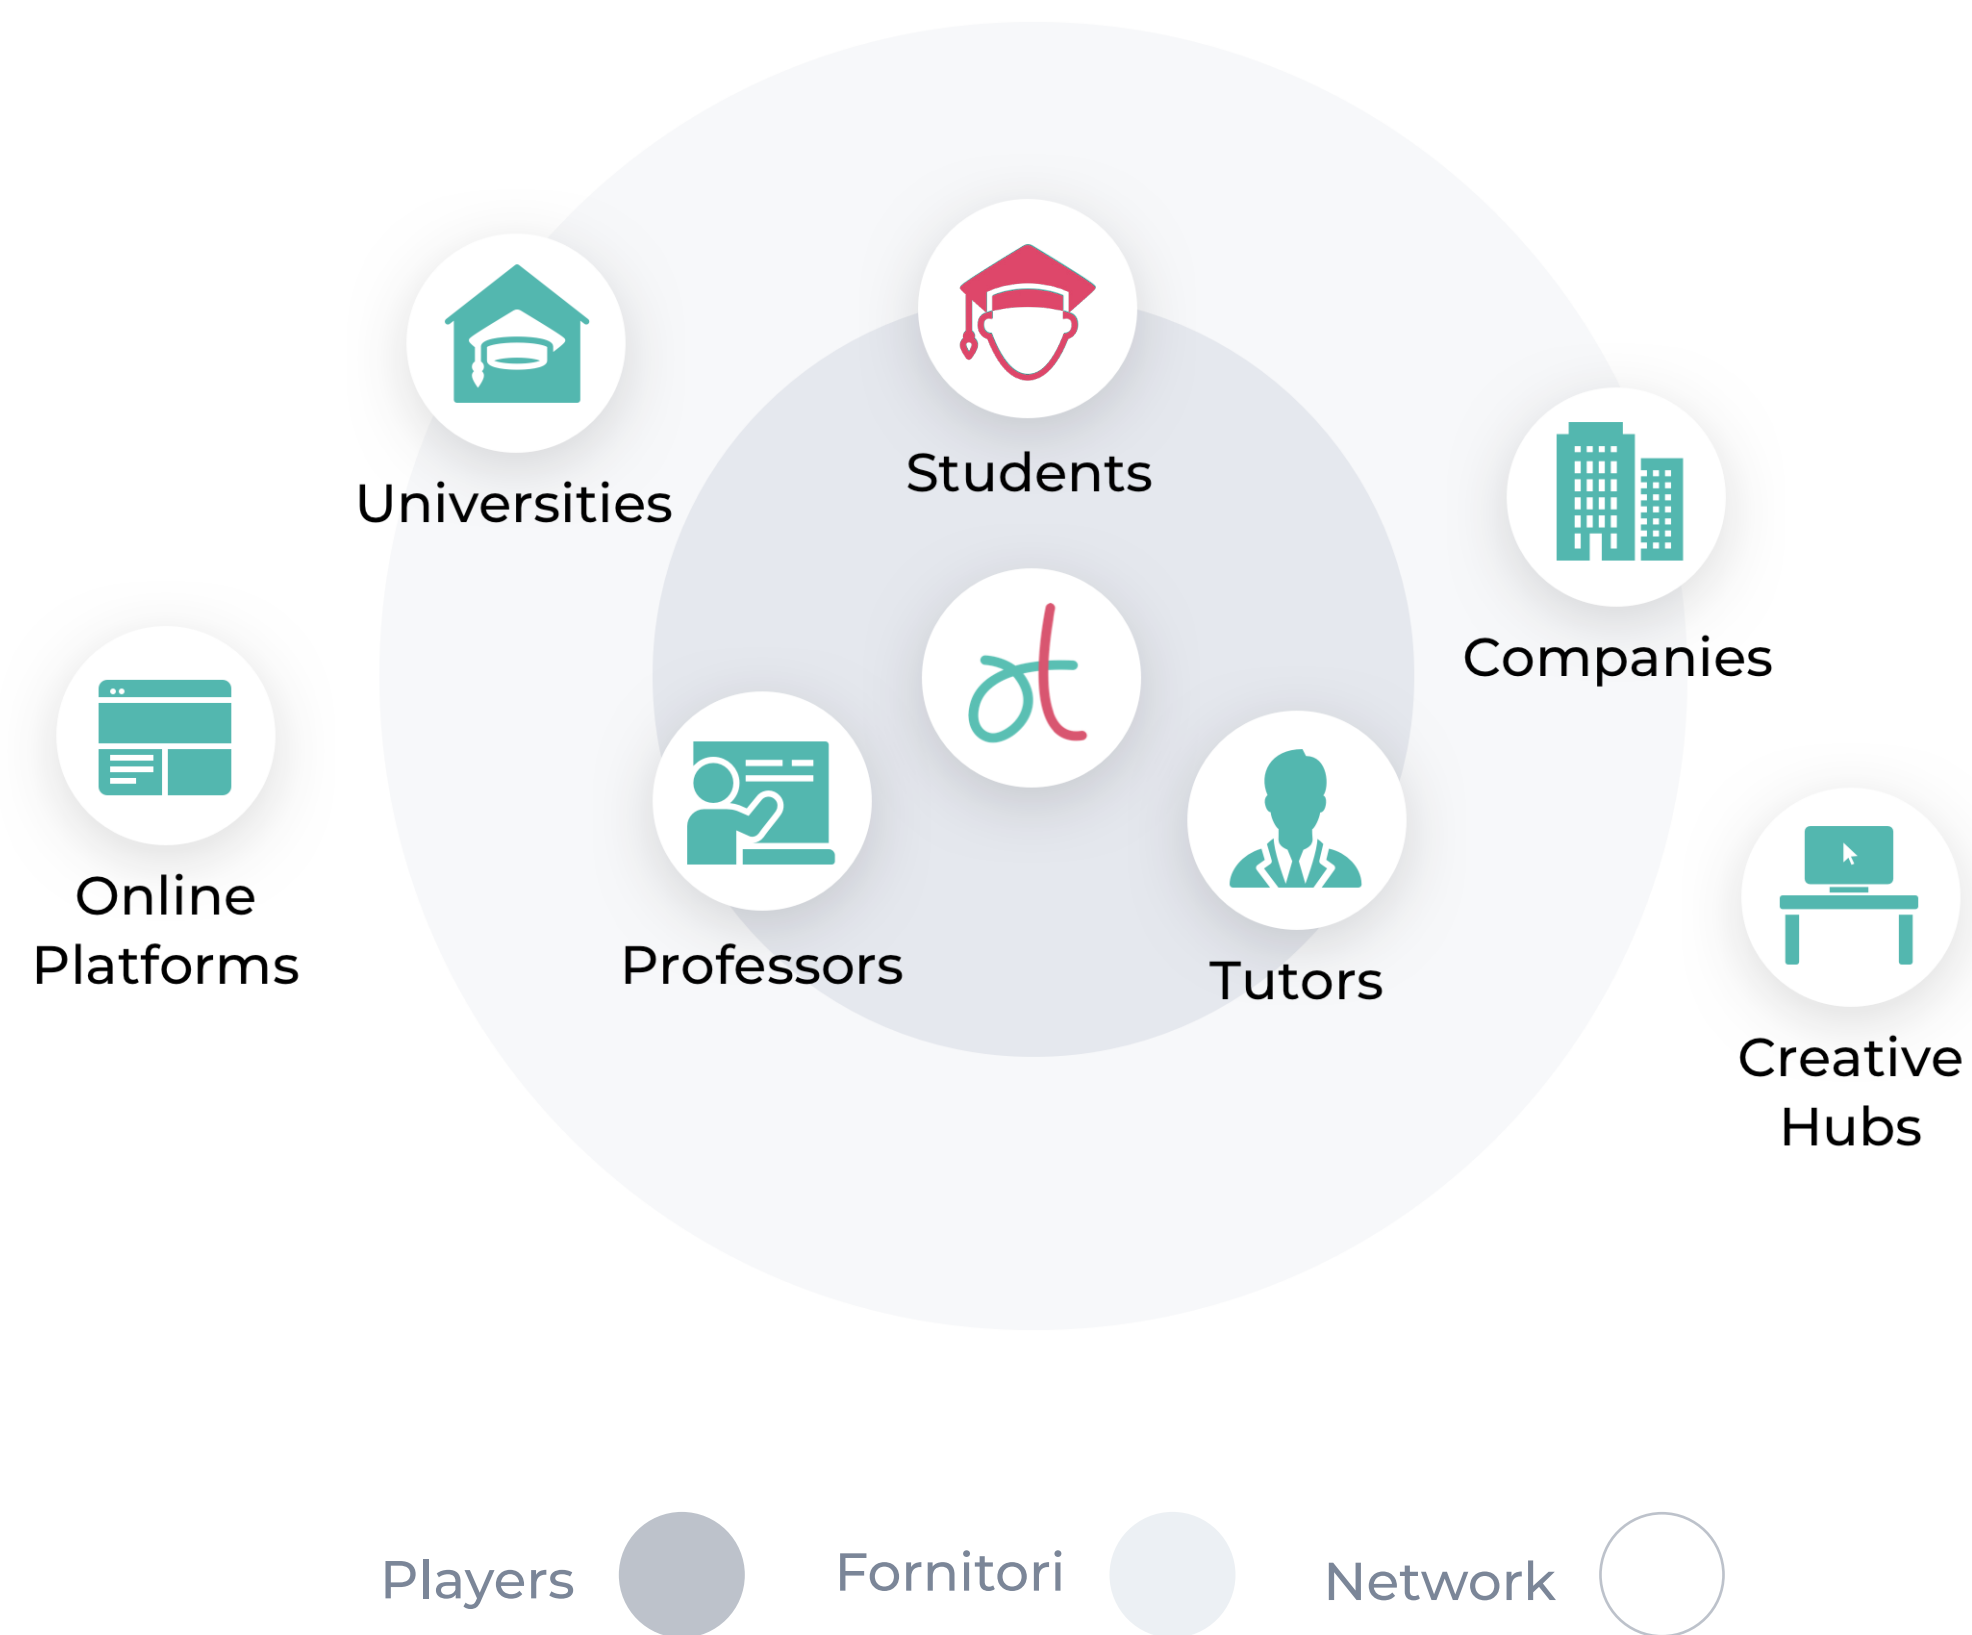 Students
Universities
Companies
Online
Platforms
Professors
Tutors
Creative
Hubs
Players
Fornitori
Network